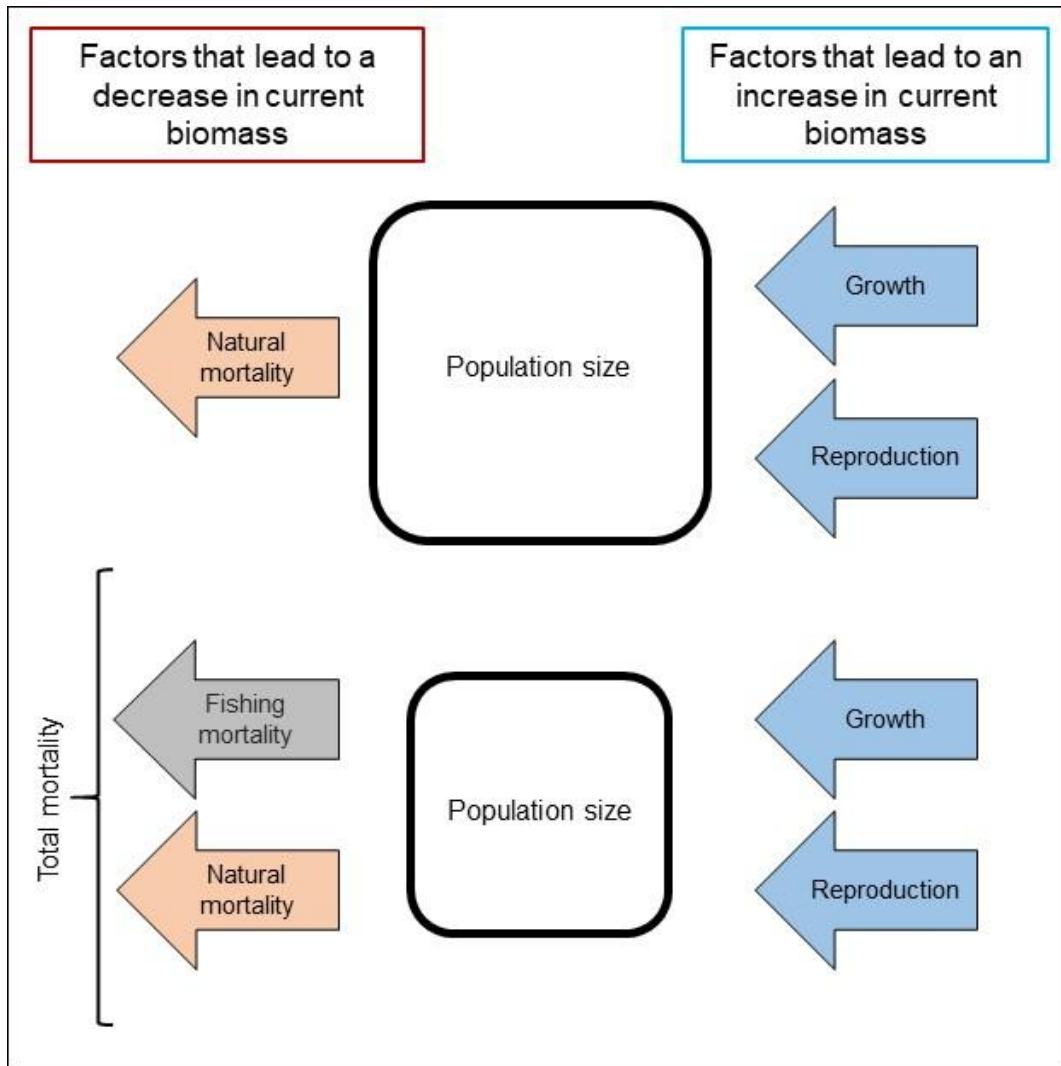 Factors that lead to a
decrease in current
biomass
Factors that lead to an
increase in current
biomass
Natural
mortality
Population size
Growth
Reproduction
Total mortality
Fishing
mortality
Natural
mortality
Population size
Growth
Reproduction